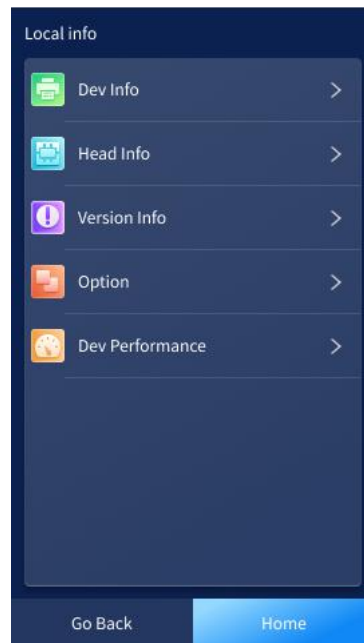 Local info
Dev Info
Head Info
Version Info
Option
Dev Performance
Go Back
Home